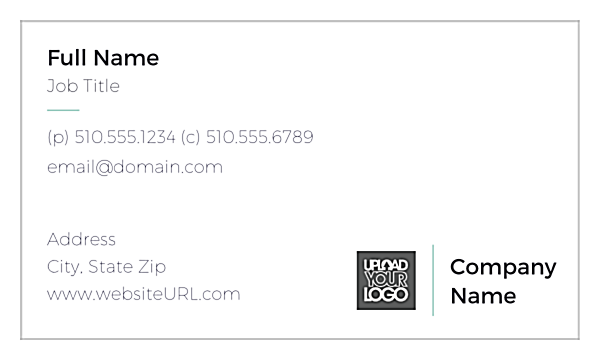 Full Name
Job Title
(p) 510.555.1234 (c) 510.555.6789
email@domain.com
Address
City, State Zip
www.websiteURL.com
UPLOAD
YOUR
LOGO
Company
Name